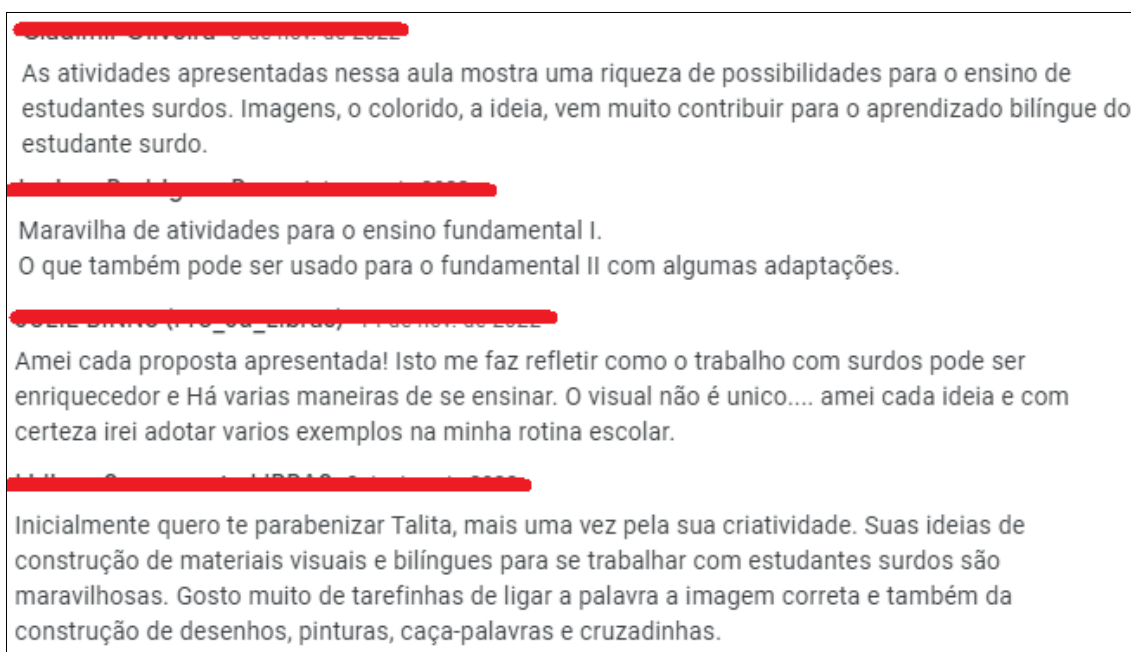 As atividades apresentadas nessa aula mostra uma riqueza de possibilidades para o ensino de
estudantes surdos. Imagens, o colorido, a ideia, vem muito contribuir para o aprendizado bilíngue do
estudante surdo.
Maravilha de atividades para o ensino fundamental I.
O que também pode ser usado para o fundamental II com algumas adaptações.
Amei cada proposta apresentada! Isto me faz refletir como o trabalho com surdos pode ser
enriquecedor e Há varias maneiras de se ensinar. O visual não é unico.... amei cada ideia e com
certeza irei adotar varios exemplos na minha rotina escolar.
Inicialmente quero te parabenizar Talita, mais uma vez pela sua criatividade. Suas ideias de
construção de materiais visuais e bilíngues para se trabalhar com estudantes surdos são
maravilhosas. Gosto muito de tarefinhas de ligar a palavra a imagem correta e também da
construção de desenhos, pinturas, caça-palavras e cruzadinhas.